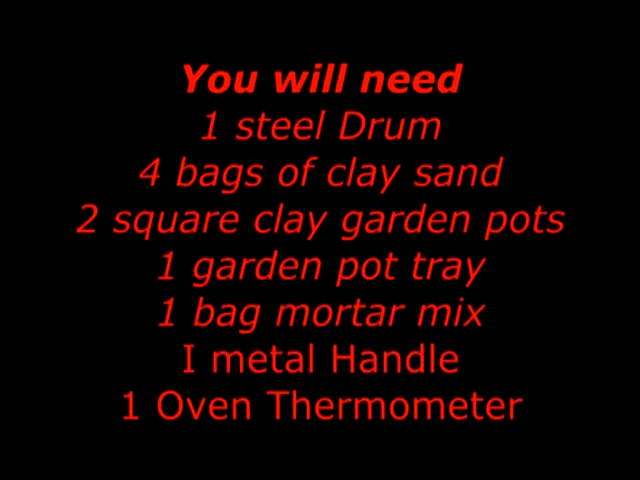 You will need
1 steel Drum
4 bags of clay sand
2 square clay garden pots
1 garden pot tray
1 bag mortar mix
I metal Handle
1 Oven Thermometer